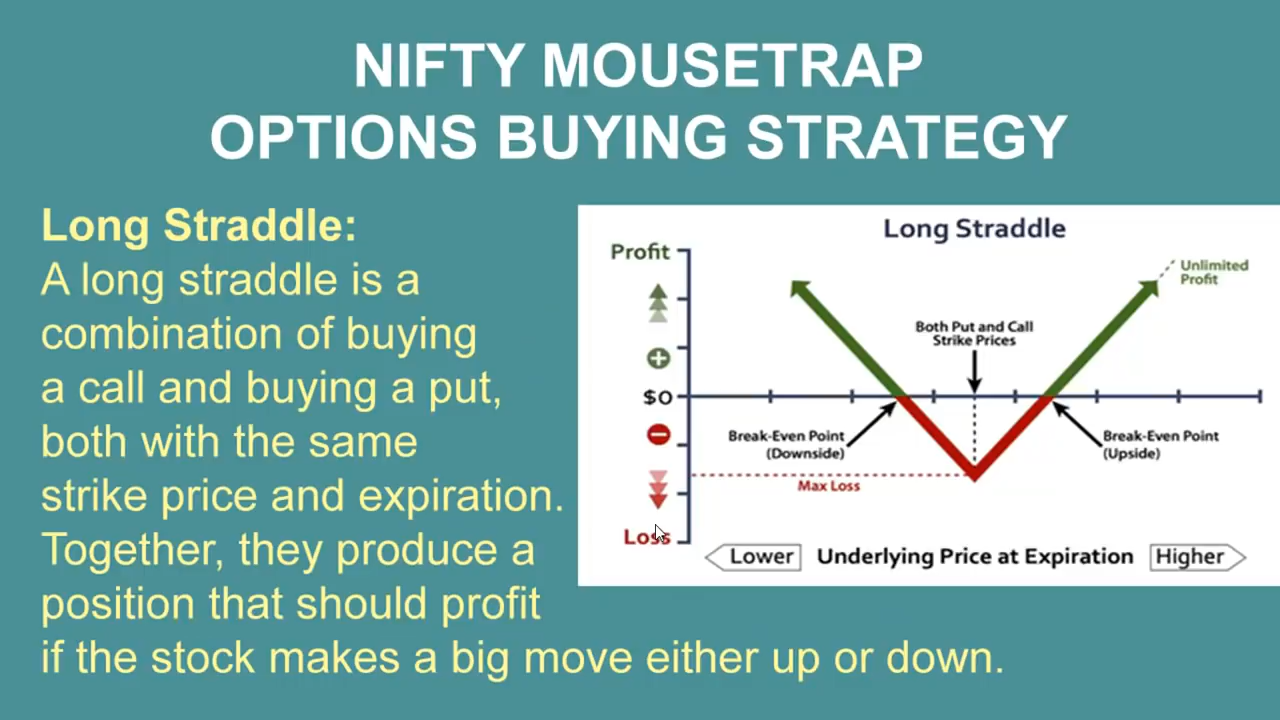 NIFTY MOUSETRAP
OPTIONS BUYING STRATEGY
Long Straddle:
A long straddle is a
combination of buying
a call and buying a put,
both with the same
strike price and expiration.
Together, they produce a
position that should profit
if the stock makes a big move either up or down.
Long Straddle
Profit
Unlimited
Profit
Both Put and Call
Strike Prices
$0
Break-Even Point
(Downside)
Break-Even Point
(Upside)
Max Loss
Loss
Lower
Underlying Price at Expiration
Higher